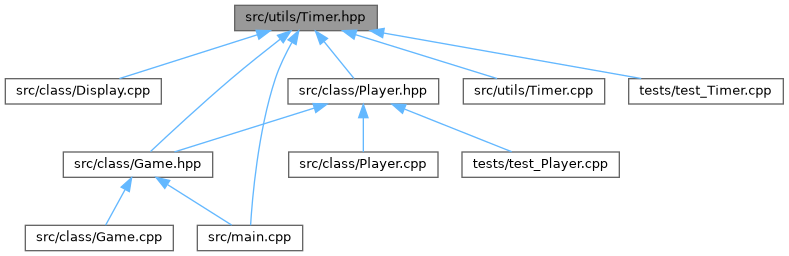 src/utils/Timer.hpp
src/class/Display.cpp
src/class/Player.hpp
src/utils/Timer.cpp
tests/test_Timer.cpp
src/class/Game.hpp
src/class/Player.cpp
tests/test_Player.cpp
src/class/Game.cpp
src/main.cpp